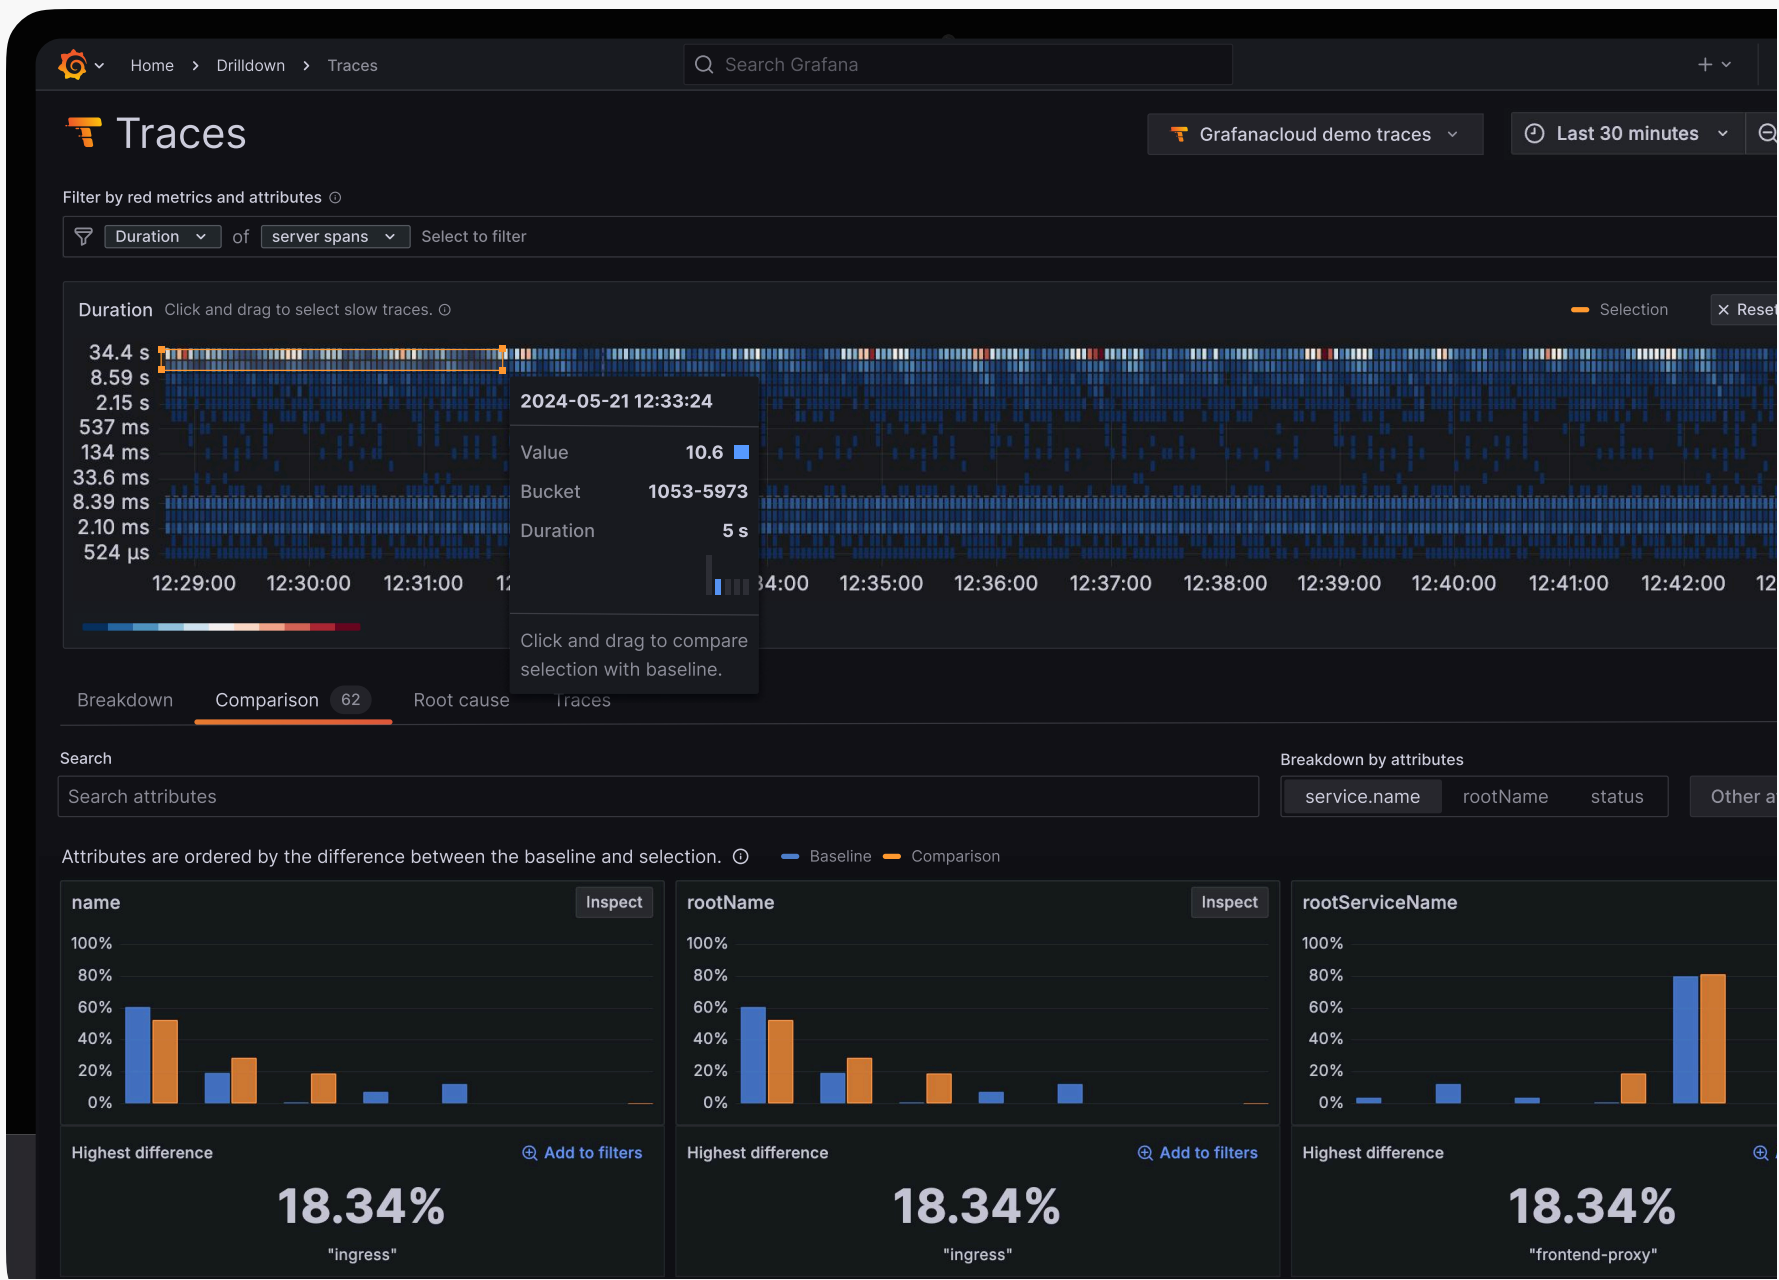 Home > Drilldown > Traces
Search Grafana
Traces
Grafanacloud demo traces
Last 30 minutes
Filter by red metrics and attributes
Duration of server spans Select to filter
Duration Click and drag to select slow traces.
Selection
× Reset
34.4 s
8.59 s
2.15 s
537 ms
134 ms
33.6 ms
8.39 ms
2.10 ms
524 µs
12:29:00 12:30:00 12:31:00 34:00 12:35:00 12:36:00 12:37:00 12:38:00 12:39:00 12:40:00 12:41:00 12:42:00 12
2024-05-21 12:33:24
Value 10.6
Bucket 1053-5973
Duration 5 s
Click and drag to compare
selection with baseline.
Breakdown Comparison 62 Root cause Traces
Search
Search attributes
Breakdown by attributes
service.name rootName status Other a
Attributes are ordered by the difference between the baseline and selection.
Baseline Comparison
name Inspect
100%
80%
60%
40%
20%
0%
Highest difference Add to filters
18.34%
"ingress"
rootName Inspect
100%
80%
60%
40%
20%
0%
Highest difference Add to filters
18.34%
"ingress"
rootServiceName
100%
80%
60%
40%
20%
0%
Highest difference
18.34%
"frontend-proxy"